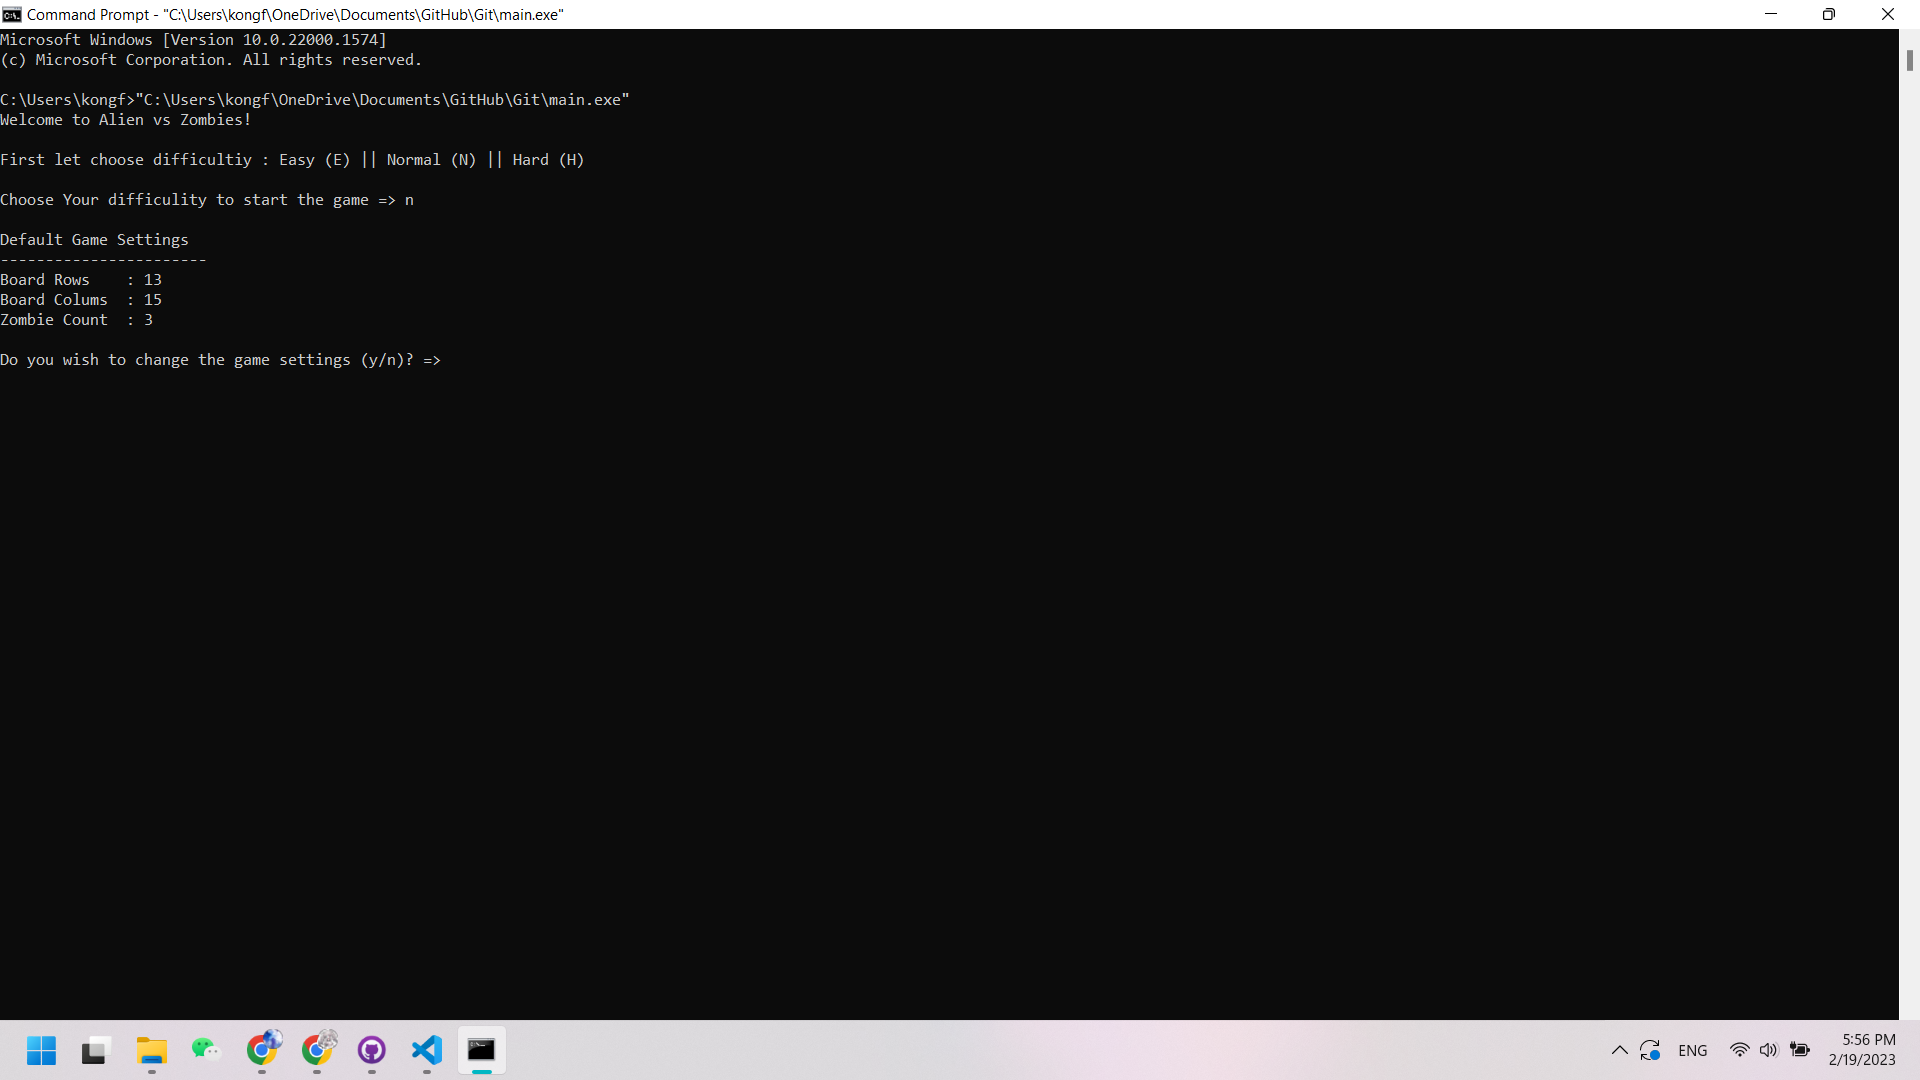 Command Prompt - "C:\Users\kongf\OneDrive\Documents\GitHub\Git\main.exe"
Microsoft Windows [Version 10.0.22000.1574]
(c) Microsoft Corporation. All rights reserved.
C:\Users\kongf>"C:\Users\kongf\OneDrive\Documents\GitHub\Git\main.exe"
Welcome to Alien vs Zombies!
First let choose difficultiy : Easy (E) || Normal (N) || Hard (H)
Choose Your difficulity to start the game => n
Default Game Settings
-----------------------
Board Rows    : 13
Board Colums  : 15
Zombie Count  : 3
Do you wish to change the game settings (y/n)? =>
ENG
5:56 PM
2/19/2023